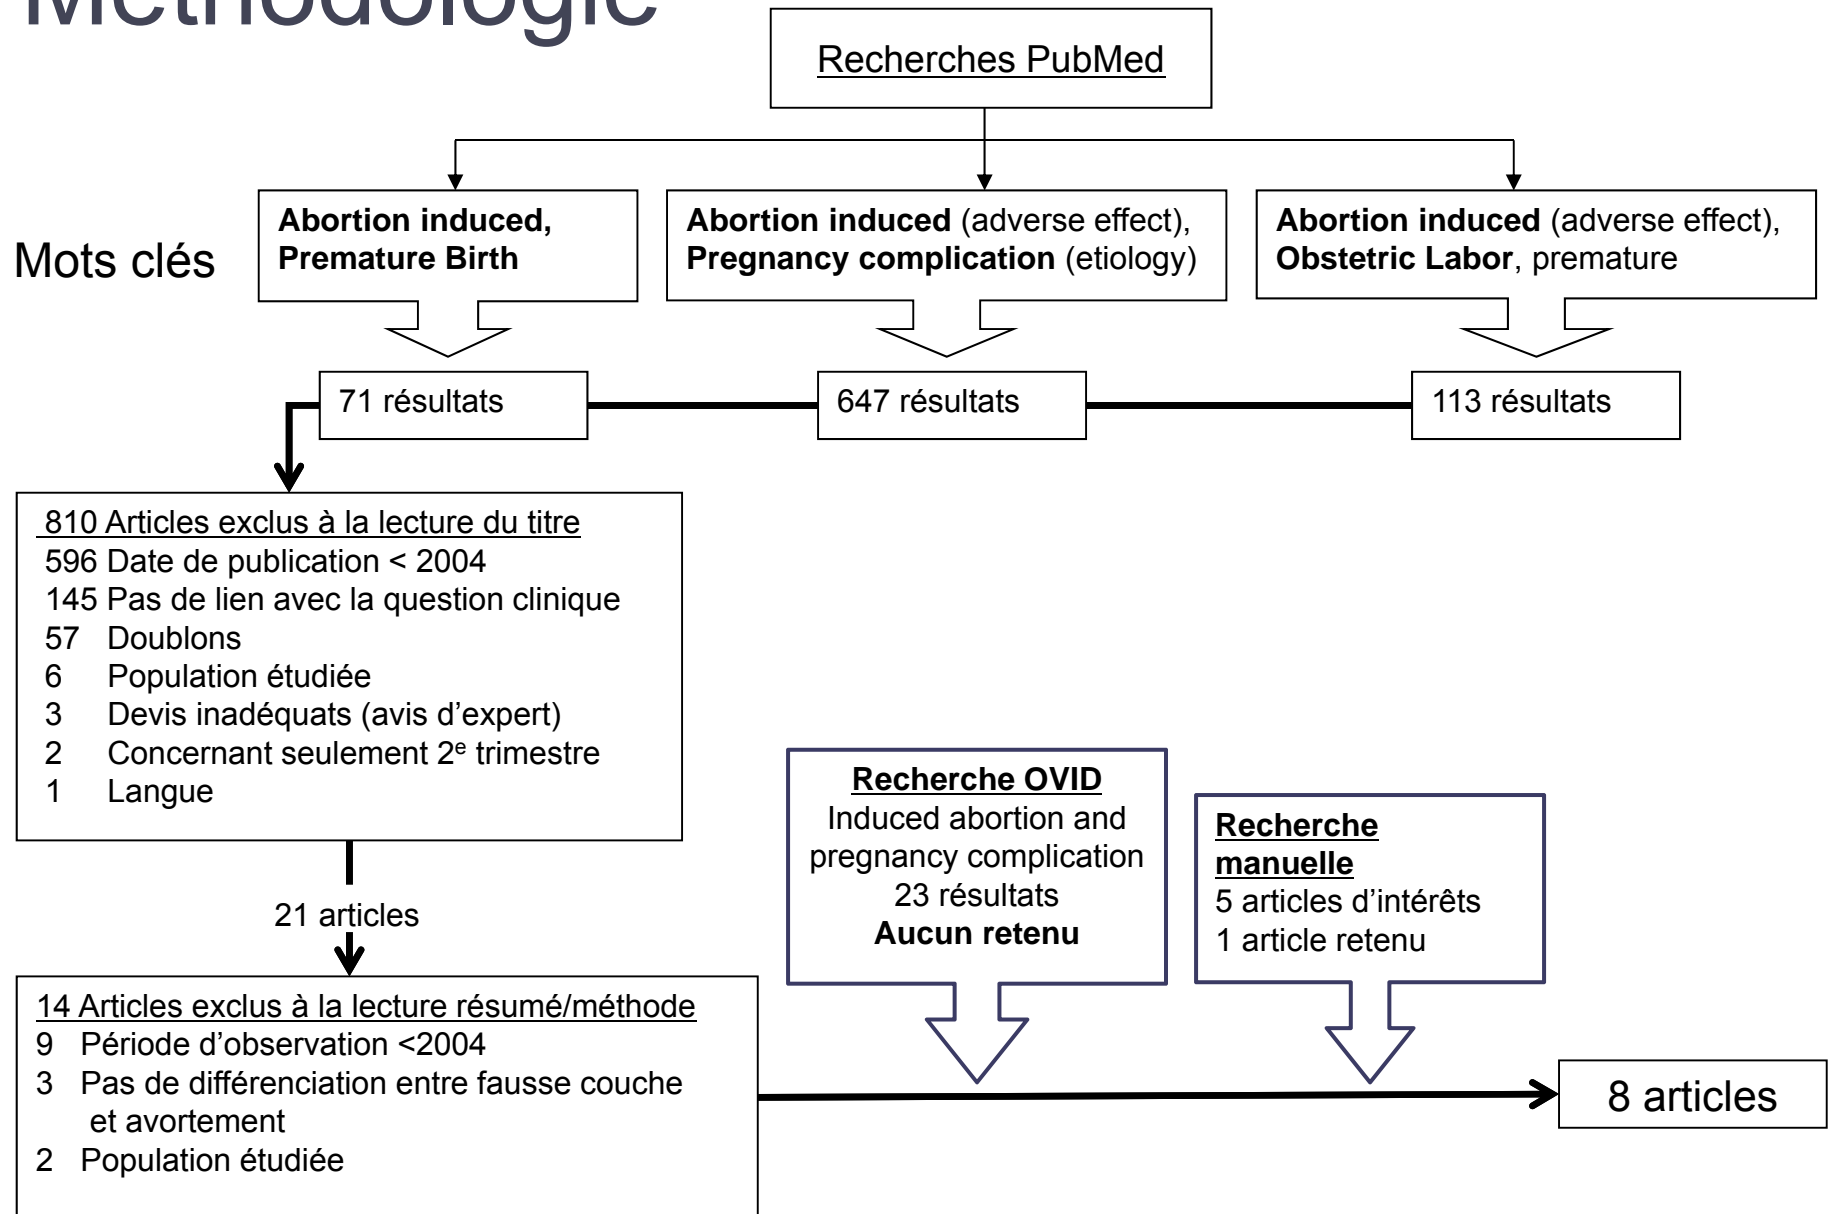 Méthodologie
Recherches PubMed
Mots clés
Abortion induced,
Premature Birth
Abortion induced (adverse effect),
Pregnancy complication (etiology)
Abortion induced (adverse effect),
Obstetric Labor, premature
71 résultats
647 résultats
113 résultats
810 Articles exclus à la lecture du titre
596 Date de publication < 2004
145 Pas de lien avec la question clinique
57 Doublons
6 Population étudiée
3 Devis inadéquats (avis d’expert)
2 Concernant seulement 2e trimestre
1 Langue
21 articles
14 Articles exclus à la lecture résumé/méthode
9 Période d’observation <2004
3 Pas de différenciation entre fausse couche
et avortement
2 Population étudiée
Recherche OVID
Induced abortion and
pregnancy complication
23 résultats
Aucun retenu
Recherche
manuelle
5 articles d’intérêts
1 article retenu
8 articles